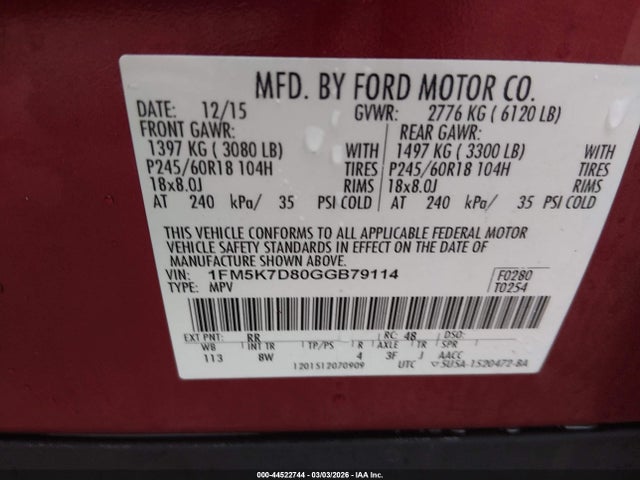 MFD. BY FORD MOTOR CO.
DATE: 12/15 GVWR: 2776 KG ( 6120 LB)
FRONT GAWR: REAR GAWR:
1397 KG ( 3080 LB) WITH 1497 KG ( 3300 LB) WITH
P245/60R18 104H TIRES P245/60R18 104H TIRES
18x8.0J RIMS 18x8.0J RIMS
AT 240 kPa/ 35 PSI COLD AT 240 kPa/ 35 PSI COLD
THIS VEHICLE CONFORMS TO ALL APPLICABLE FEDERAL MOTOR
VEHICLE SAFETY STANDARDS IN EFFECT ON THE DATE OF
MANUFACTURE SHOWN ABOVE.
VIN: 1FM5K7D80GGB79114 F0280
TYPE: MPV T0254
EXT PNT: RR RC: 48 DSO:
WB INT TR TP/PS R AXLE TR SPR
113 8W 4 3F J AACC
1201512070909 UTC ▽5USA-1520472-BA
000-44522744 - 03/03/2026 - IAA Inc.